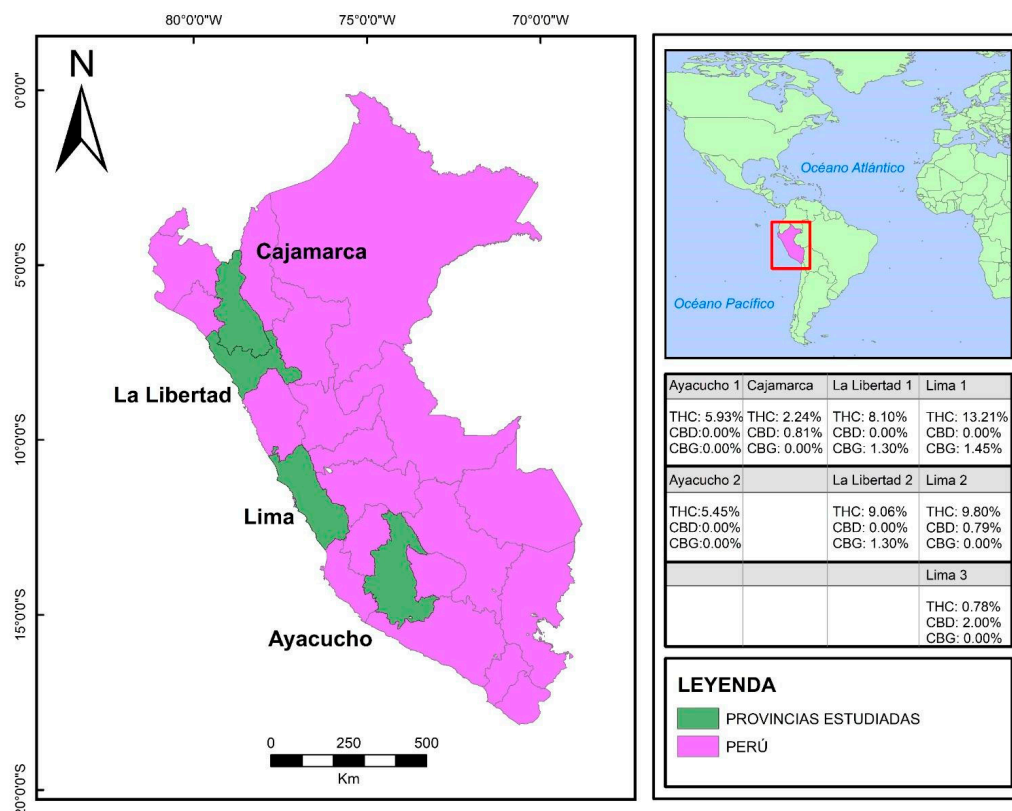 80°0'0"W 75°0'0"W 70°0'0"W
N
0°0'0"
5°0'0"S
10°0'0"S
15°0'0"S
20°0'0"S
Cajamarca
La Libertad
Lima
Ayacucho
0 250 500
Km
Océano Atlántico
Océano Pacífico
Ayacucho 1 Cajamarca La Libertad 1 Lima 1
THC: 5.93% THC: 2.24% THC: 8.10% THC: 13.21%
CBD:0.00% CBD: 0.81% CBD: 0.00% CBD: 0.00%
CBG:0.00% CBG: 0.00% CBG: 1.30% CBG: 1.45%
Ayacucho 2 La Libertad 2 Lima 2
THC:5.45% THC: 9.06% THC: 9.80%
CBD:0.00% CBD: 0.00% CBD: 0.79%
CBG:0.00% CBG: 1.30% CBG: 0.00%
Lima 3
THC: 0.78%
CBD: 2.00%
CBG: 0.00%
LEYENDA
PROVINCIAS ESTUDIADAS
PERÚ